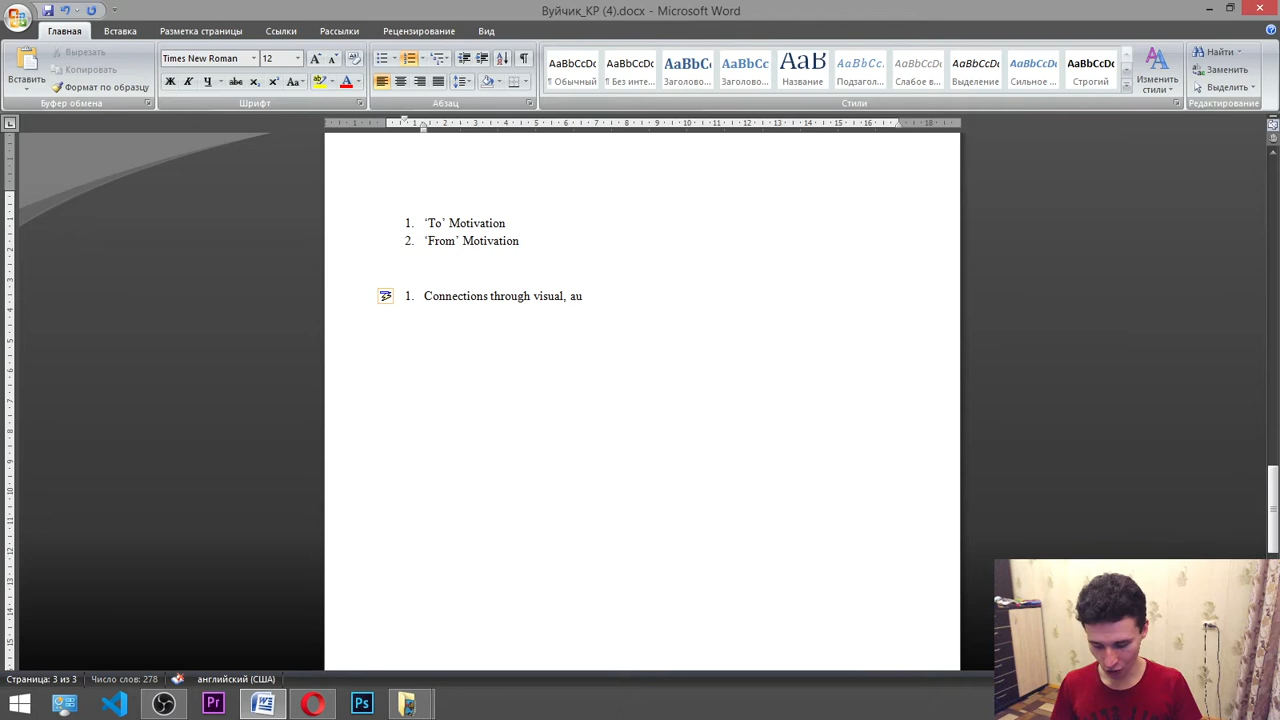 Вуйчик_КР (4).docx - Microsoft Word
Главная Вставка Разметка страницы Ссылки Рассылки Рецензирование Вид
Вставить
Вырезать
Копировать
Формат по образцу
Буфер обмена
Times New Roman 12
Шрифт
Абзац
AaBbCcDc AaBbCcDc AaBbCc AaBbCc AaB AaBbCc. AaBbCcDc AaBbCcDc AaBbCcDc AaBbCcDc
¶ Обычный ¶ Без инте... Заголово... Заголово... Название Подзагол... Слабое в... Выделение Сильное ... Строгий
Стили
Изменить стили
Найти
Заменить
Выделить
Редактирование
1. ‘To’ Motivation
2. ‘From’ Motivation
1. Connections through visual, au
Страница: 3 из 3 Число слов: 278 английский (США)
Pr
Ps